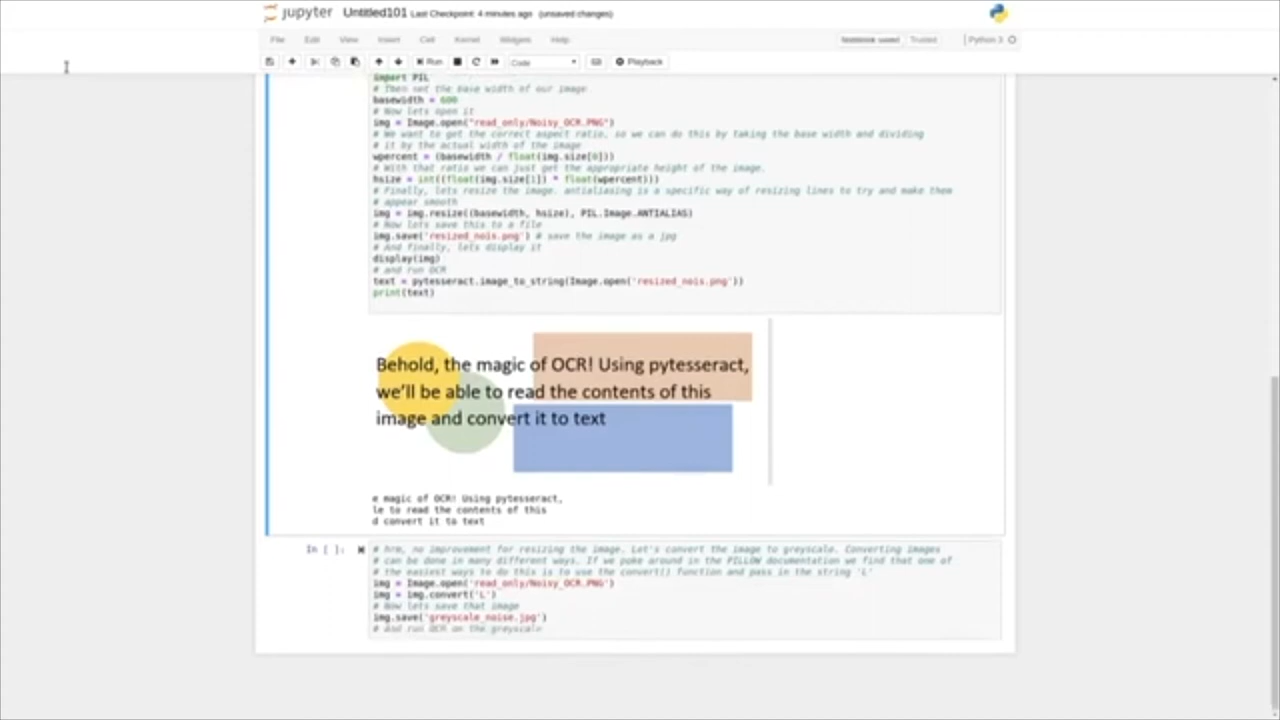 jupyter Untitled101 Last Checkpoint: 4 minutes ago (unsaved changes)
File Edit View Insert Cell Kernel Widgets Help Notebook saved Trusted Python 3
Run Code Playback
import PIL
# Then set the base width of our image
basewidth = 600
# Now lets open it
img = Image.open("read_only/Noisy_OCR.PNG")
# We want to get the correct aspect ratio, so we can do this by taking the base width and dividing
# it by the actual width of the image
wpercent = (basewidth / float(img.size[0]))
# With that ratio we can just get the appropriate height of the image.
hsize = int((float(img.size[1]) * float(wpercent)))
# Finally, lets resize the image. antialiasing is a specific way of resizing lines to try and make them
# appear smooth
img = img.resize((basewidth, hsize), PIL.Image.ANTIALIAS)
# Now lets save this to a file
img.save('resized_nois.png') # save the image as a jpg
# And finally, lets display it
display(img)
# and run OCR
text = pytesseract.image_to_string(Image.open('resized_nois.png'))
print(text)
Behold, the magic of OCR! Using pytesseract,
we'll be able to read the contents of this
image and convert it to text
e magic of OCR! Using pytesseract,
le to read the contents of this
d convert it to text
In [ ]: # hrm, no improvement for resizing the image. Let's convert the image to greyscale. Converting images
# can be done in many different ways. If we poke around in the PILLOW documentation we find that one of
# the easiest ways to do this is to use the convert() function and pass in the string 'L'
img = Image.open('read_only/Noisy_OCR.PNG')
img = img.convert('L')
# Now lets save that image
img.save('greyscale_noise.jpg')
# And run OCR on the greyscale